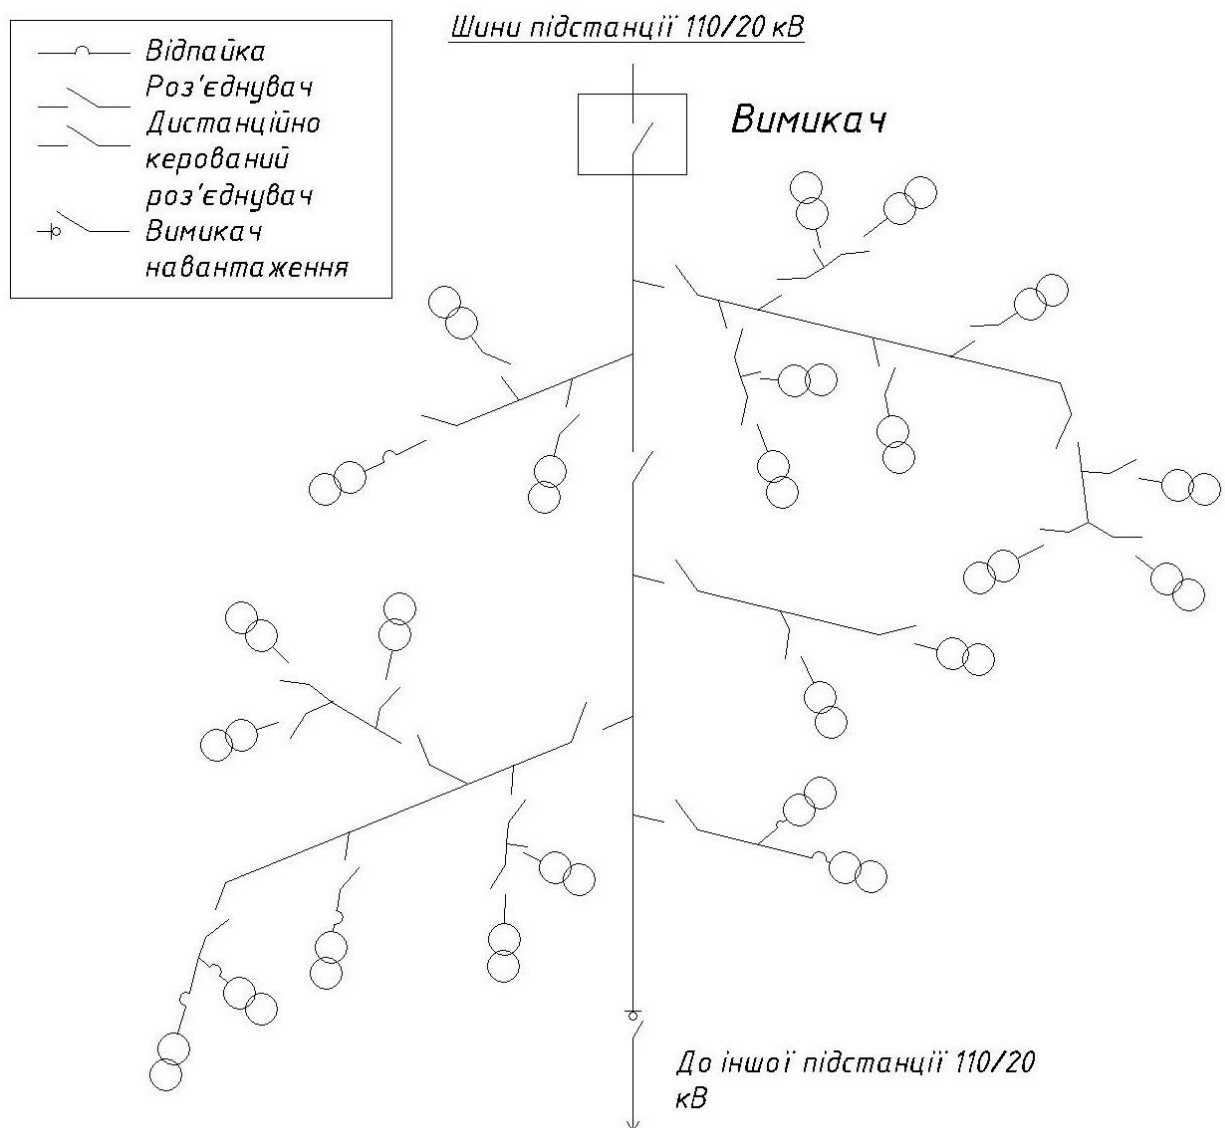 Шини підстанції 110/20 кВ
Відпайка
Роз'єднувач
Дистанційно
керований
роз'єднувач
Вимикач
навантаження
Вимикач
До іншої підстанції 110/20
кВ